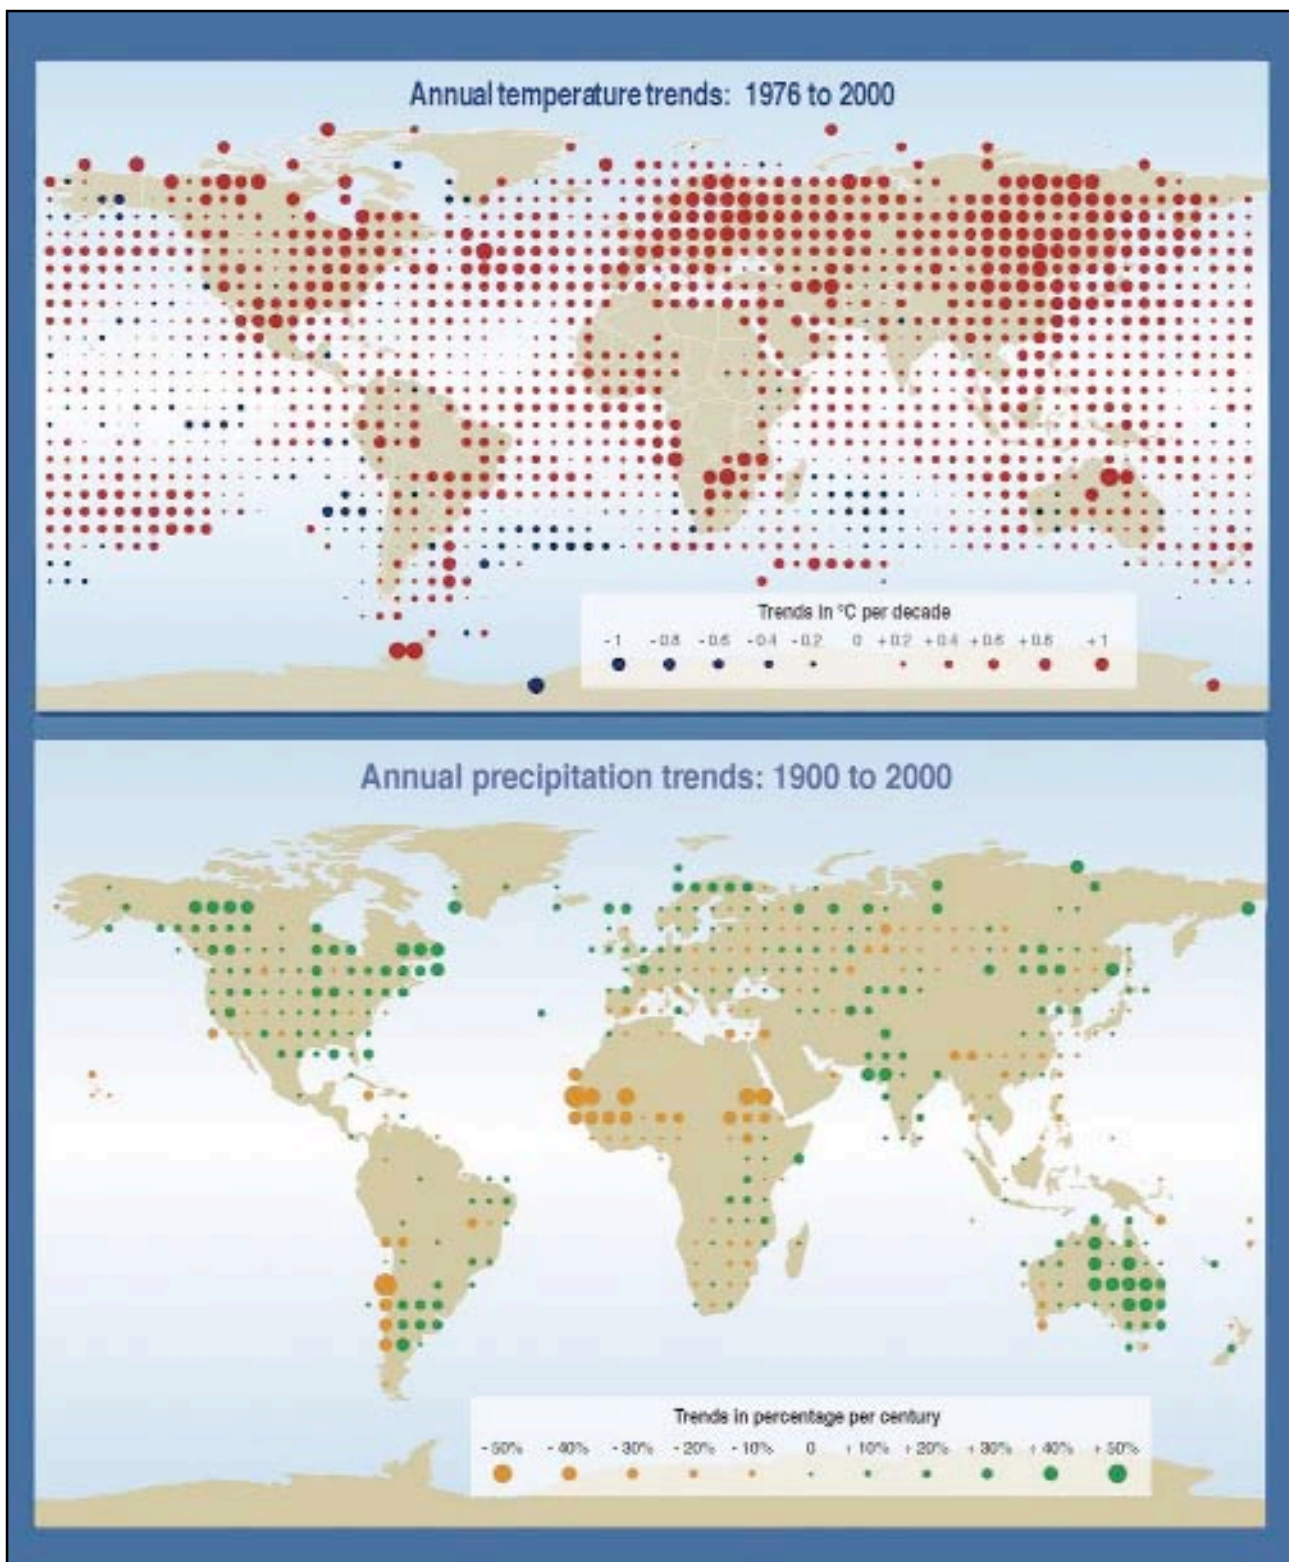 Annual temperature trends: 1976 to 2000
Trends in °C per decade
-1 -0.8 -0.6 -0.4 -0.2 0 +0.2 +0.4 +0.6 +0.8 +1
Annual precipitation trends: 1900 to 2000
Trends in percentage per century
-50% -40% -30% -20% -10% 0 +10% +20% +30% +40% +50%